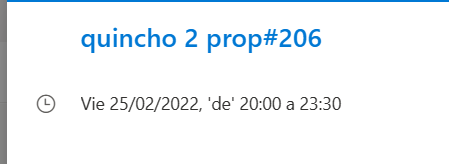 quincho 2 prop#206
Vie 25/02/2022, 'de' 20:00 a 23:30